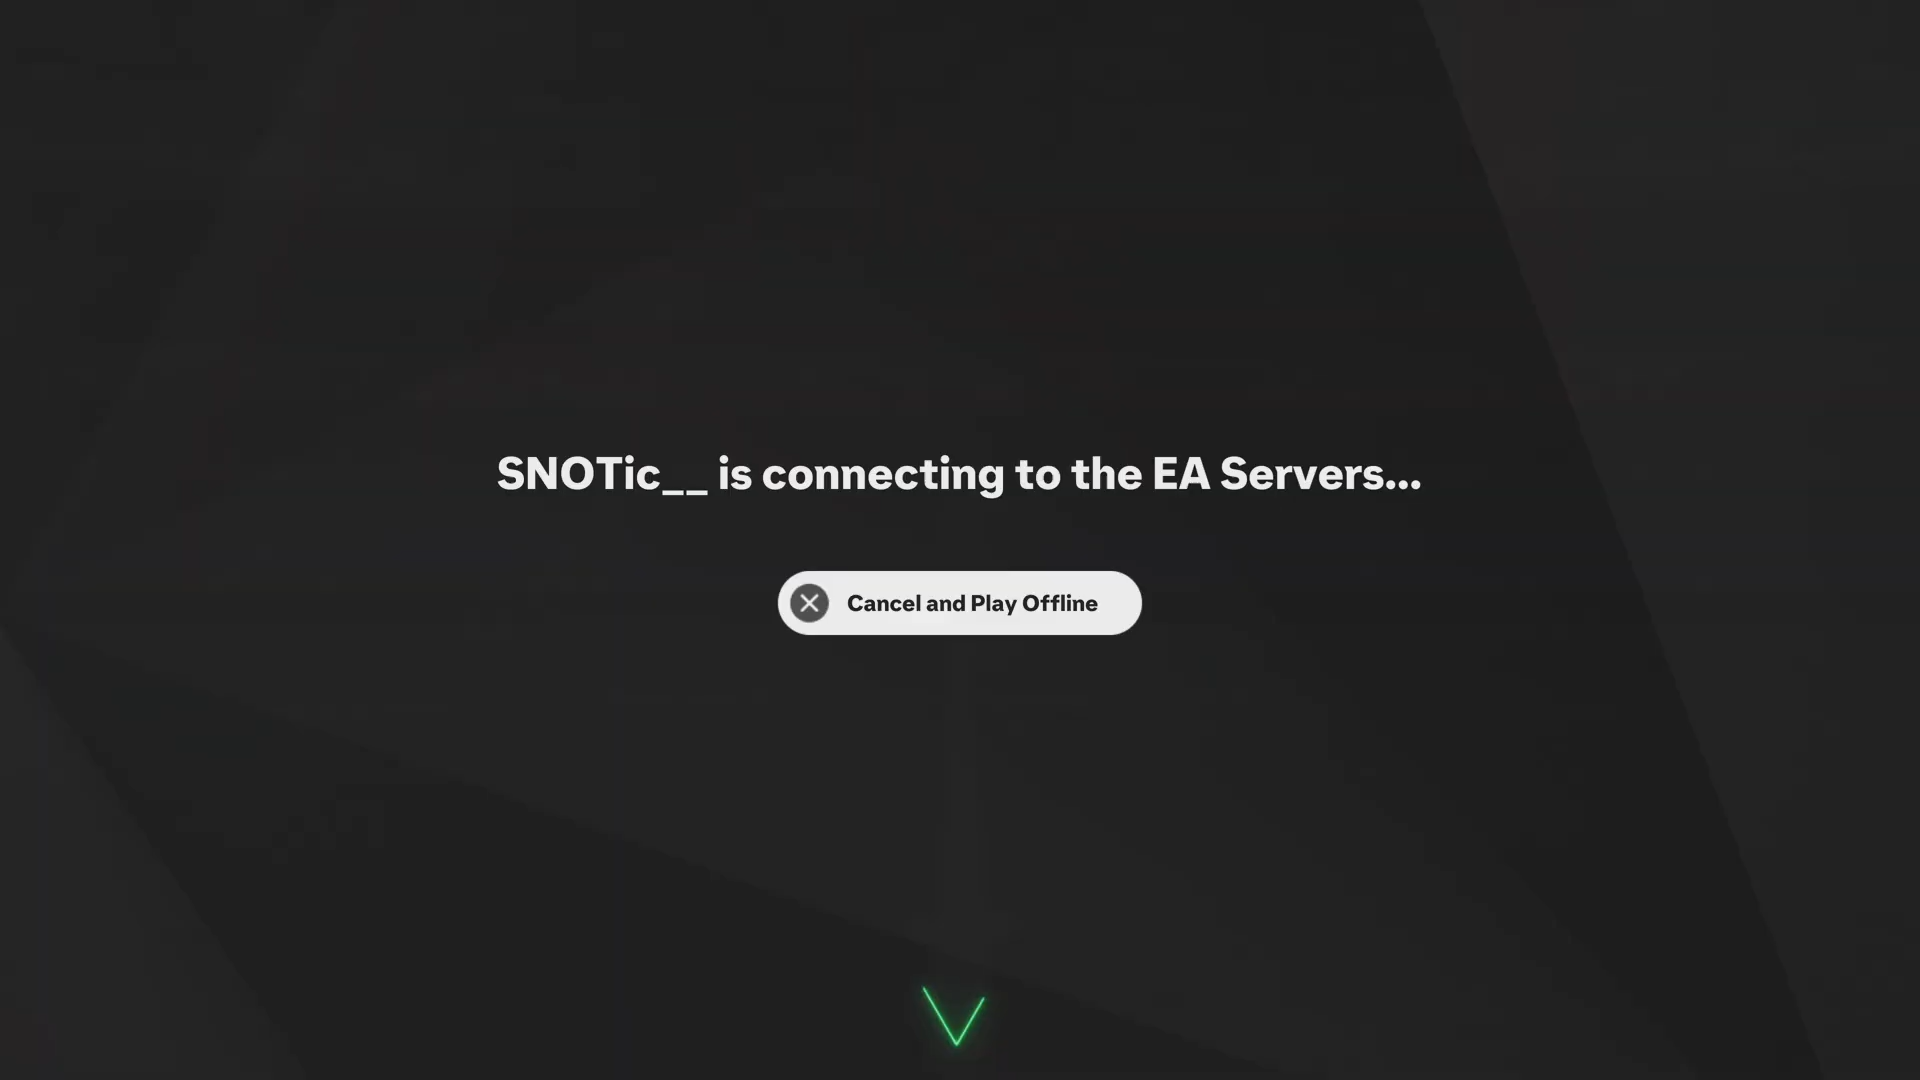 SNOTic__ is connecting to the EA Servers...
Cancel and Play Offline